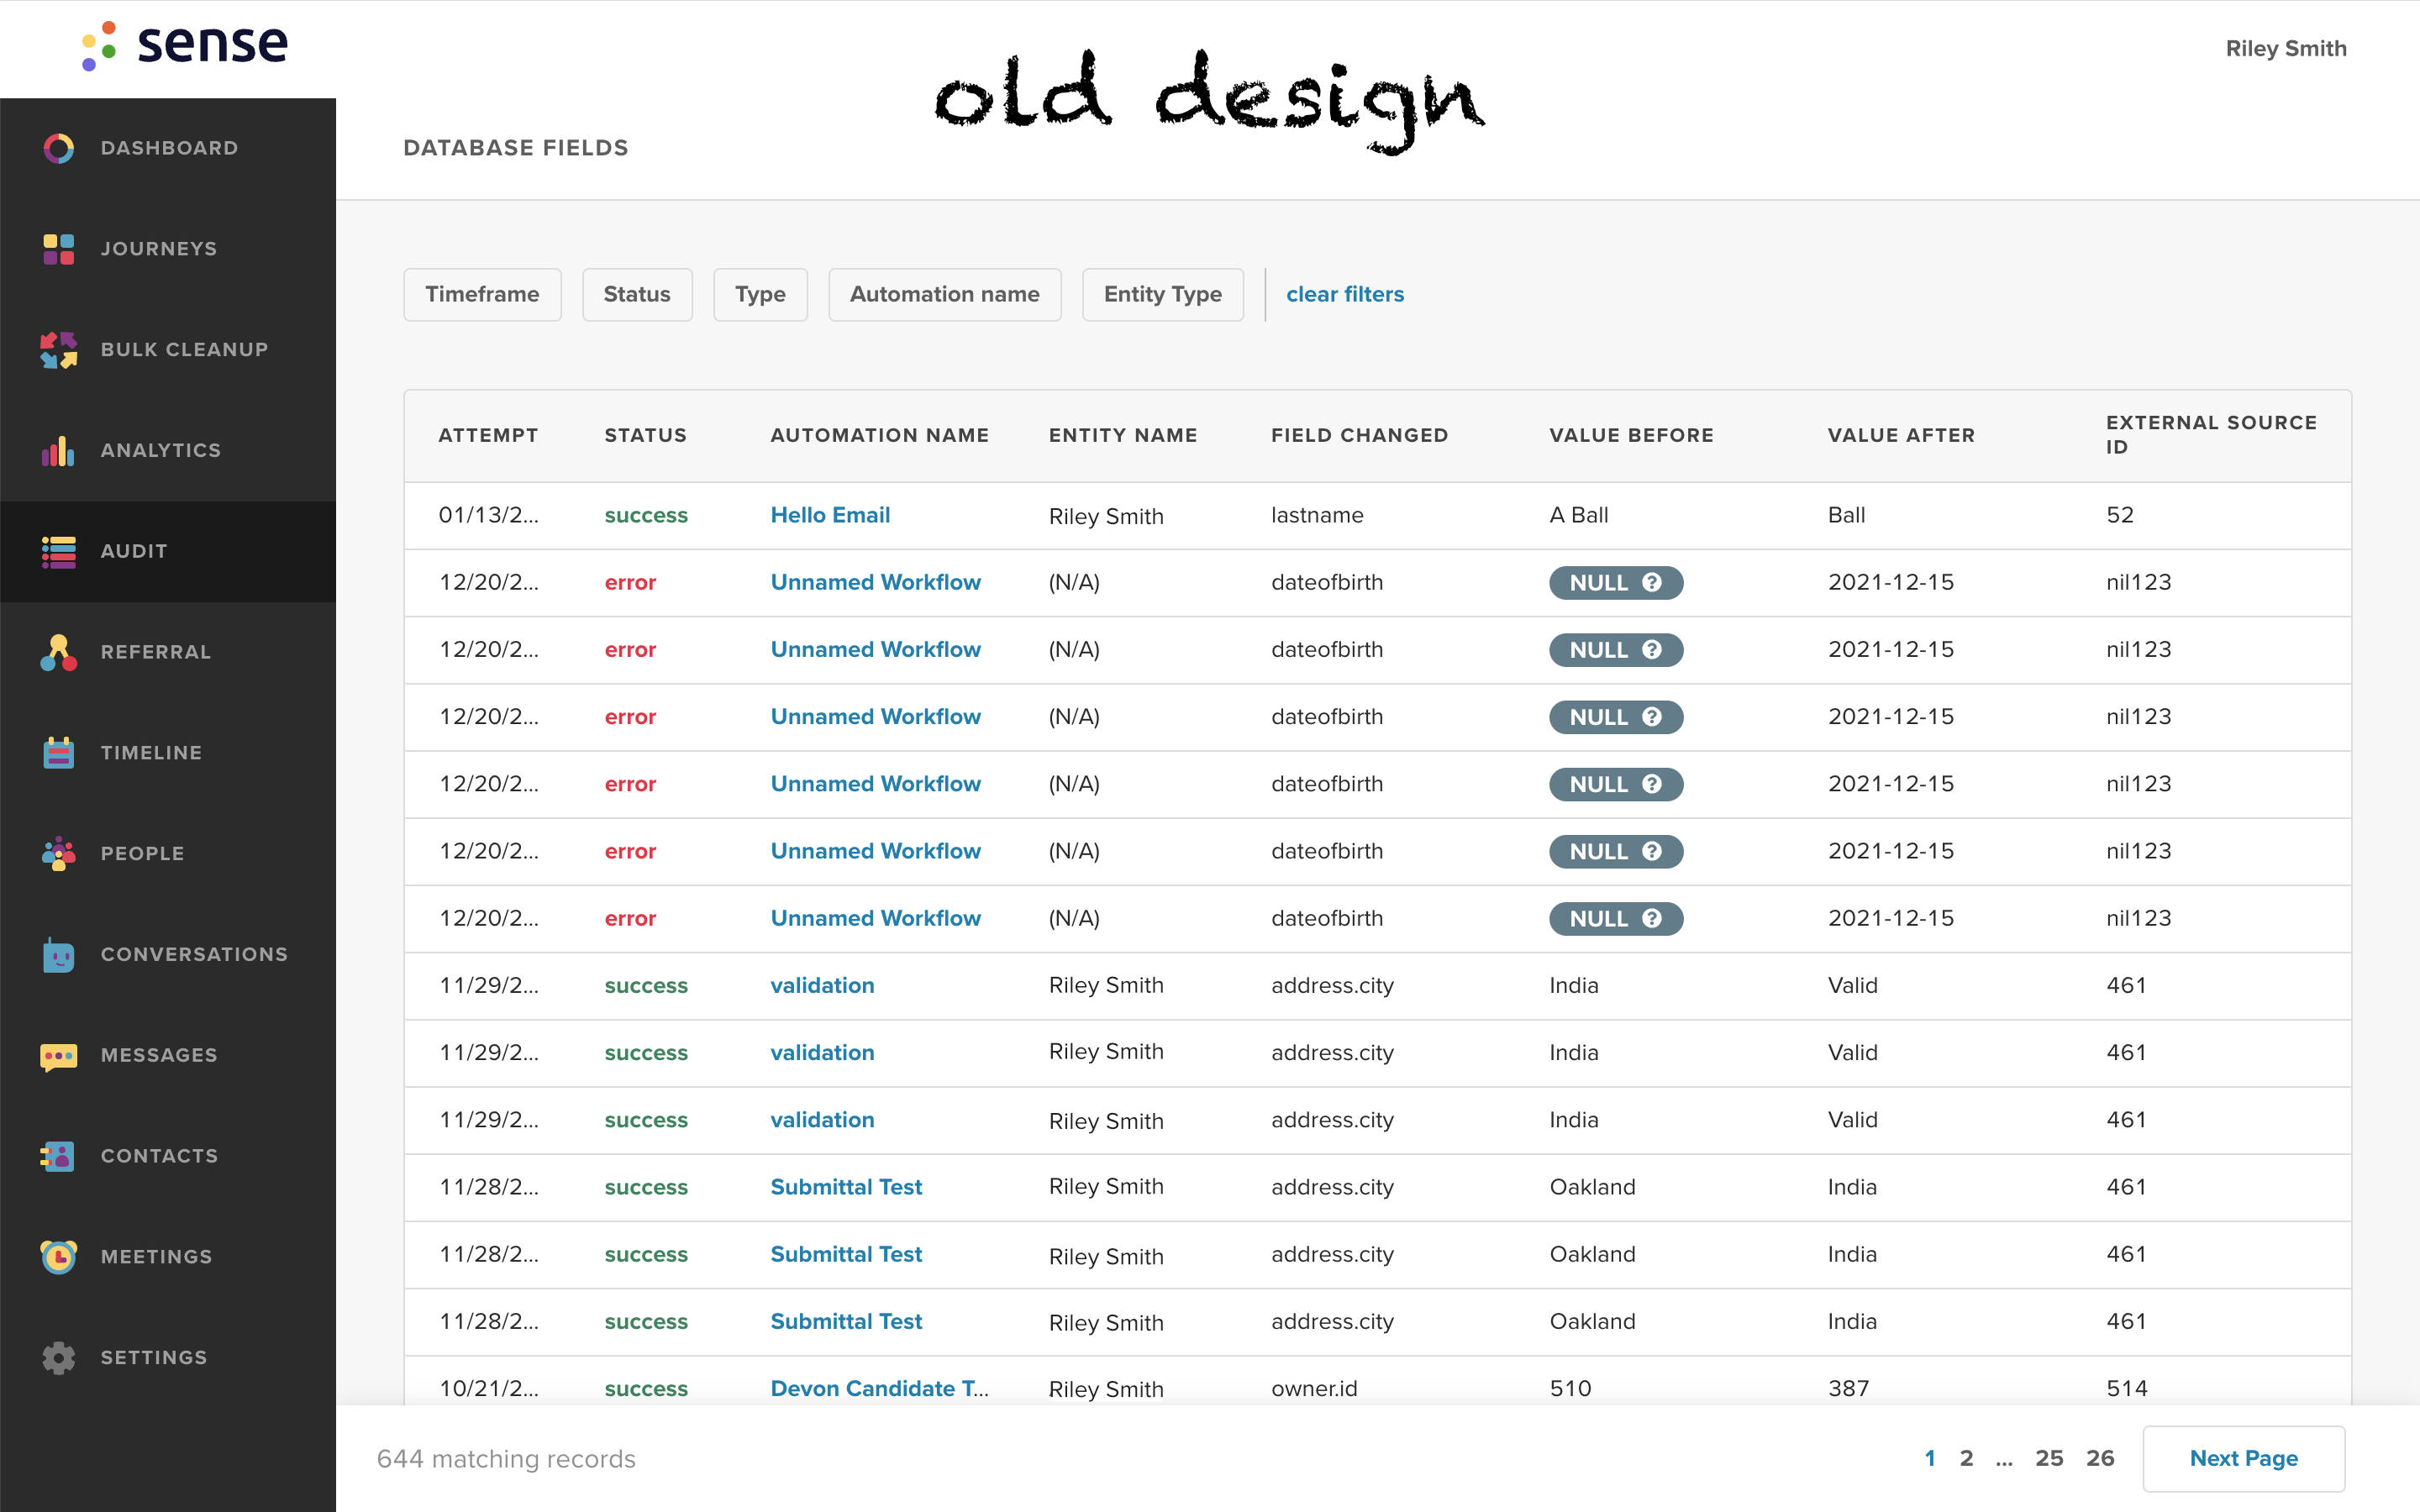 sense
old design
Riley Smith
DATABASE FIELDS
DASHBOARD
JOURNEYS
BULK CLEANUP
ANALYTICS
AUDIT
REFERRAL
TIMELINE
PEOPLE
CONVERSATIONS
MESSAGES
CONTACTS
MEETINGS
SETTINGS
Timeframe Status Type Automation name Entity Type clear filters
ATTEMPT STATUS AUTOMATION NAME ENTITY NAME FIELD CHANGED VALUE BEFORE VALUE AFTER EXTERNAL SOURCE
ID
01/13/2... success Hello Email Riley Smith lastname A Ball Ball 52
12/20/2... error Unnamed Workflow (N/A) dateofbirth NULL ? 2021-12-15 nil123
12/20/2... error Unnamed Workflow (N/A) dateofbirth NULL ? 2021-12-15 nil123
12/20/2... error Unnamed Workflow (N/A) dateofbirth NULL ? 2021-12-15 nil123
12/20/2... error Unnamed Workflow (N/A) dateofbirth NULL ? 2021-12-15 nil123
12/20/2... error Unnamed Workflow (N/A) dateofbirth NULL ? 2021-12-15 nil123
12/20/2... error Unnamed Workflow (N/A) dateofbirth NULL ? 2021-12-15 nil123
11/29/2... success validation Riley Smith address.city India Valid 461
11/29/2... success validation Riley Smith address.city India Valid 461
11/29/2... success validation Riley Smith address.city India Valid 461
11/28/2... success Submittal Test Riley Smith address.city Oakland India 461
11/28/2... success Submittal Test Riley Smith address.city Oakland India 461
11/28/2... success Submittal Test Riley Smith address.city Oakland India 461
10/21/2... success Devon Candidate T... Riley Smith owner.id 510 387 514
644 matching records 1 2 ... 25 26 Next Page